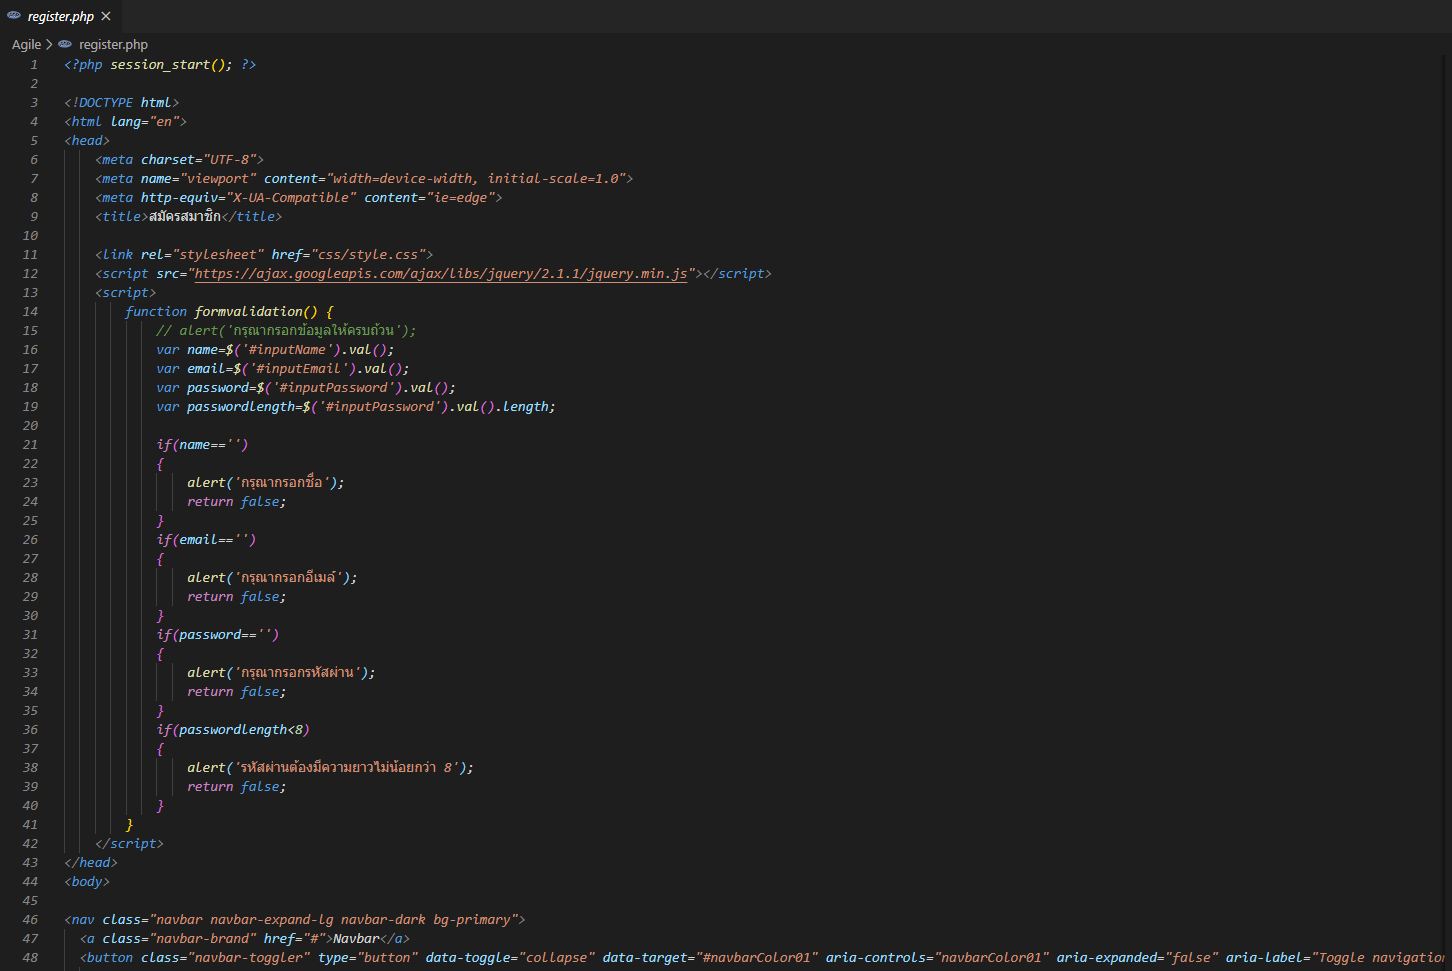 register.php ×
Agile > register.php
1 <?php session_start(); ?>
2
3 <!DOCTYPE html>
4 <html lang="en">
5 <head>
6 <meta charset="UTF-8">
7 <meta name="viewport" content="width=device-width, initial-scale=1.0">
8 <meta http-equiv="X-UA-Compatible" content="ie=edge">
9 <title>สมัครสมาชิก</title>
10
11 <link rel="stylesheet" href="css/style.css">
12 <script src="https://ajax.googleapis.com/ajax/libs/jquery/2.1.1/jquery.min.js"></script>
13 <script>
14 function formvalidation() {
15 // alert('กรุณากรอกข้อมูลให้ครบถ้วน');
16 var name=$('#inputName').val();
17 var email=$('#inputEmail').val();
18 var password=$('#inputPassword').val();
19 var passwordlength=$('#inputPassword').val().length;
20
21 if(name=='')
22 {
23 alert('กรุณากรอกชื่อ');
24 return false;
25 }
26 if(email=='')
27 {
28 alert('กรุณากรอกอีเมล์');
29 return false;
30 }
31 if(password=='')
32 {
33 alert('กรุณากรอกรหัสผ่าน');
34 return false;
35 }
36 if(passwordlength<8)
37 {
38 alert('รหัสผ่านต้องมีความยาวไม่น้อยกว่า 8');
39 return false;
40 }
41 }
42 </script>
43 </head>
44 <body>
45
46 <nav class="navbar navbar-expand-lg navbar-dark bg-primary">
47 <a class="navbar-brand" href="#">Navbar</a>
48 <button class="navbar-toggler" type="button" data-toggle="collapse" data-target="#navbarColor01" aria-controls="navbarColor01" aria-expanded="false" aria-label="Toggle navigation